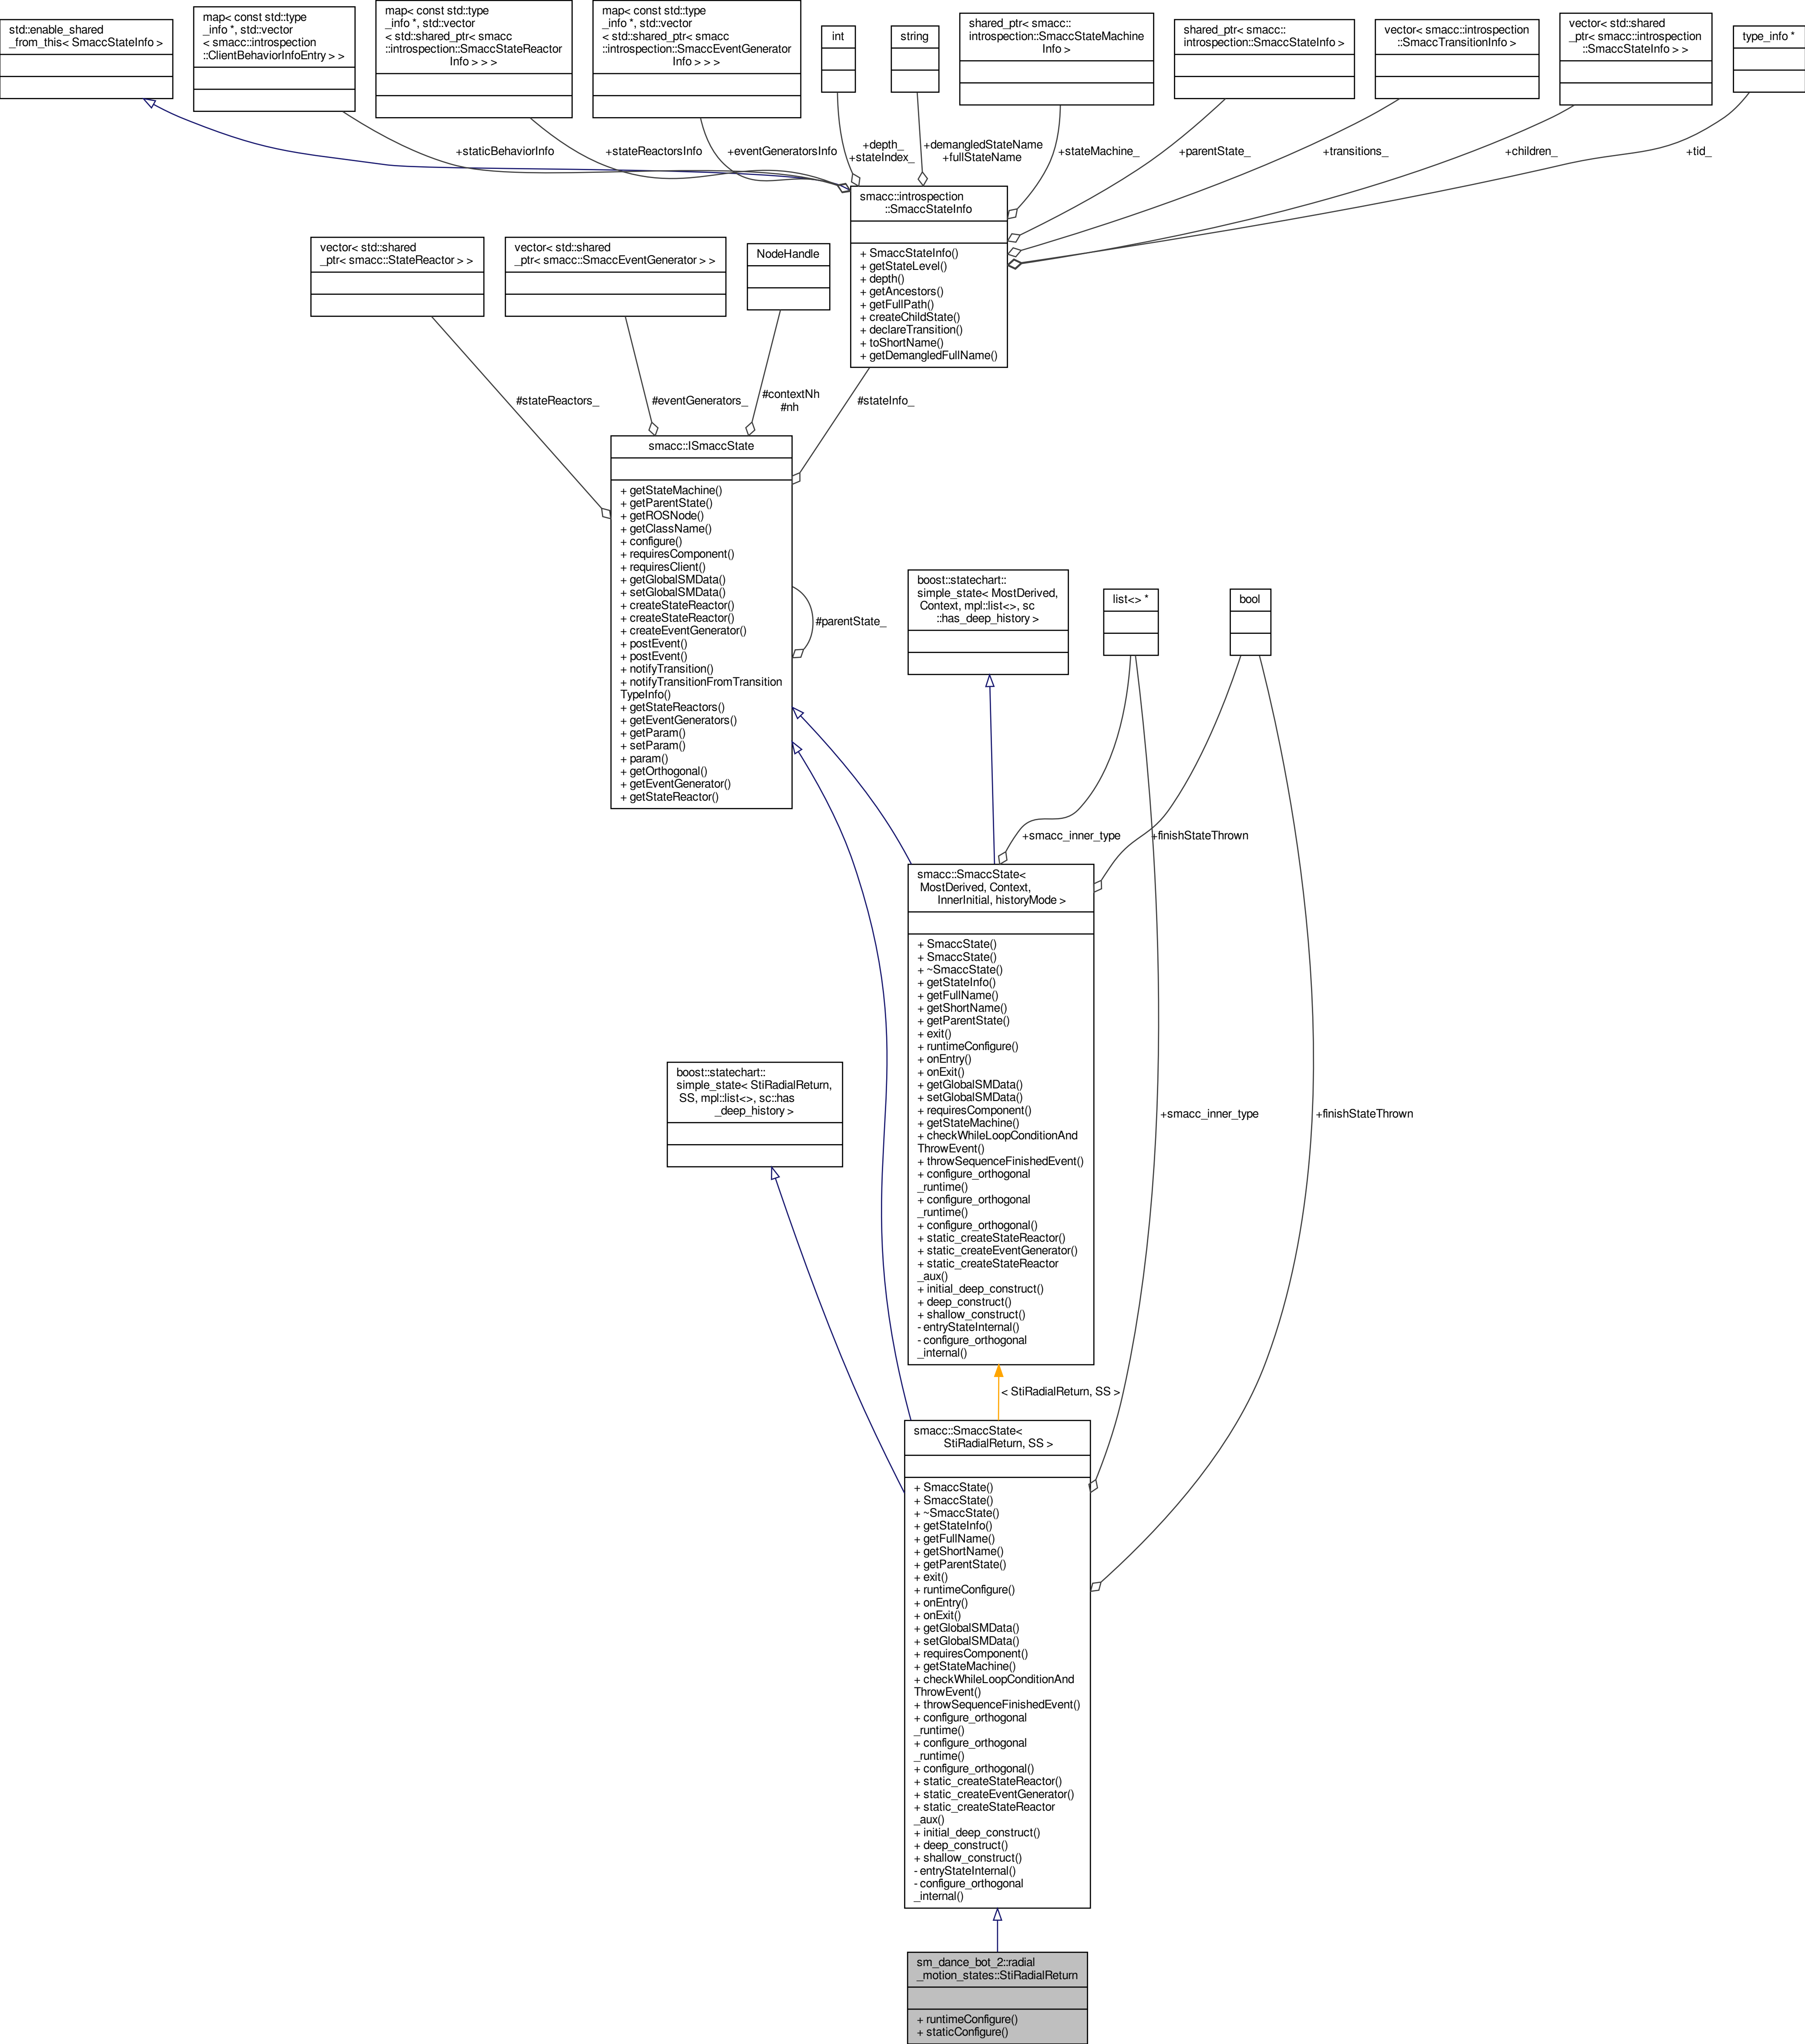 std::enable_shared
_from_this< SmaccStateInfo >
map< const std::type
_info *, std::vector
< smacc::introspection
::ClientBehaviorInfoEntry > >
map< const std::type
_info *, std::vector
< std::shared_ptr< smacc
::introspection::SmaccStateReactor
Info > > >
map< const std::type
_info *, std::vector
< std::shared_ptr< smacc
::introspection::SmaccEventGenerator
Info > > >
int
string
shared_ptr< smacc::
introspection::SmaccStateMachine
Info >
shared_ptr< smacc::
introspection::SmaccStateInfo >
vector< smacc::introspection
::SmaccTransitionInfo >
vector< std::shared
_ptr< smacc::introspection
::SmaccStateInfo > >
type_info *
+staticBehaviorInfo
+stateReactorsInfo
+eventGeneratorsInfo
+depth_
+stateIndex_
+demangledStateName
+fullStateName
+stateMachine_
+parentState_
+transitions_
+children_
+tid_
smacc::introspection
::SmaccStateInfo
+ SmaccStateInfo()
+ getStateLevel()
+ depth()
+ getAncestors()
+ getFullPath()
+ createChildState()
+ declareTransition()
+ toShortName()
+ getDemangledFullName()
vector< std::shared
_ptr< smacc::StateReactor > >
vector< std::shared
_ptr< smacc::SmaccEventGenerator > >
NodeHandle
#stateReactors_
#eventGenerators_
#contextNh
#nh
#stateInfo_
smacc::ISmaccState
+ getStateMachine()
+ getParentState()
+ getROSNode()
+ getClassName()
+ configure()
+ requiresComponent()
+ requiresClient()
+ getGlobalSMData()
+ setGlobalSMData()
+ createStateReactor()
+ createStateReactor()
+ createEventGenerator()
+ postEvent()
+ postEvent()
+ notifyTransition()
+ notifyTransitionFromTransition
TypeInfo()
+ getStateReactors()
+ getEventGenerators()
+ getParam()
+ setParam()
+ param()
+ getOrthogonal()
+ getEventGenerator()
+ getStateReactor()
#parentState_
boost::statechart::
simple_state< MostDerived,
Context, mpl::list<>, sc
::has_deep_history >
list<> *
bool
+smacc_inner_type
+finishStateThrown
smacc::SmaccState<
MostDerived, Context,
InnerInitial, historyMode >
+ SmaccState()
+ SmaccState()
+ ~SmaccState()
+ getStateInfo()
+ getFullName()
+ getShortName()
+ getParentState()
+ exit()
+ runtimeConfigure()
+ onEntry()
+ onExit()
+ getGlobalSMData()
+ setGlobalSMData()
+ requiresComponent()
+ getStateMachine()
+ checkWhileLoopConditionAnd
ThrowEvent()
+ throwSequenceFinishedEvent()
+ configure_orthogonal
_runtime()
+ configure_orthogonal
_runtime()
+ configure_orthogonal()
+ static_createStateReactor()
+ static_createEventGenerator()
+ static_createStateReactor
_aux()
+ initial_deep_construct()
+ deep_construct()
+ shallow_construct()
- entryStateInternal()
- configure_orthogonal
_internal()
boost::statechart::
simple_state< StiRadialReturn,
SS, mpl::list<>, sc::has
_deep_history >
+smacc_inner_type
+finishStateThrown
< StiRadialReturn, SS >
smacc::SmaccState<
StiRadialReturn, SS >
+ SmaccState()
+ SmaccState()
+ ~SmaccState()
+ getStateInfo()
+ getFullName()
+ getShortName()
+ getParentState()
+ exit()
+ runtimeConfigure()
+ onEntry()
+ onExit()
+ getGlobalSMData()
+ setGlobalSMData()
+ requiresComponent()
+ getStateMachine()
+ checkWhileLoopConditionAnd
ThrowEvent()
+ throwSequenceFinishedEvent()
+ configure_orthogonal
_runtime()
+ configure_orthogonal
_runtime()
+ configure_orthogonal()
+ static_createStateReactor()
+ static_createEventGenerator()
+ static_createStateReactor
_aux()
+ initial_deep_construct()
+ deep_construct()
+ shallow_construct()
- entryStateInternal()
- configure_orthogonal
_internal()
sm_dance_bot_2::radial
_motion_states::StiRadialReturn
+ runtimeConfigure()
+ staticConfigure()